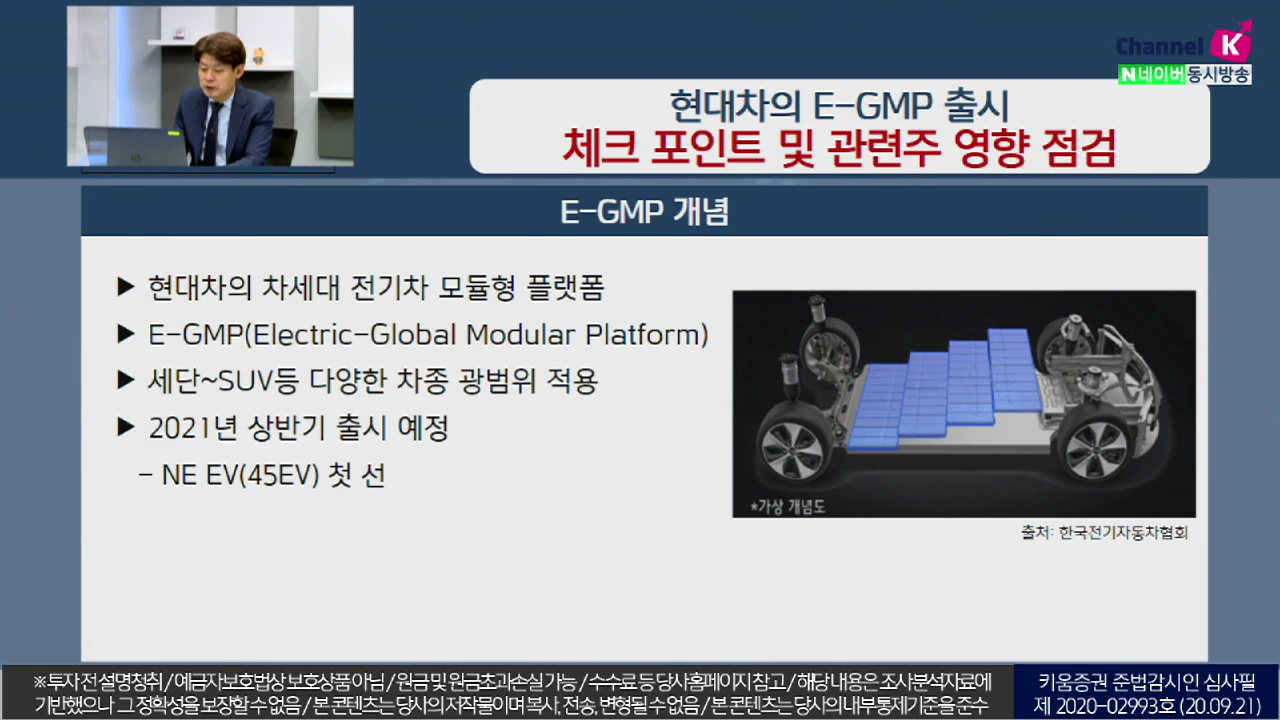 Channel K
N네이버동시방송
현대차의 E-GMP 출시
체크 포인트 및 관련주 영향 점검
E-GMP 개념
▶ 현대차의 차세대 전기차 모듈형 플랫폼
▶ E-GMP(Electric-Global Modular Platform)
▶ 세단~SUV등 다양한 차종 광범위 적용
▶ 2021년 상반기 출시 예정
- NE EV(45EV) 첫 선
*가상 개념도
출처: 한국전기자동차협회
※ 투자 전 설명청취 / 예금자보호법상 보호상품 아님 / 원금 및 원금초과손실 가능 / 수수료 등 당사홈페이지 참고 / 해당 내용은 조사분석자료에
기반했으나 그 정확성을 보장할 수 없음 / 본 콘텐츠는 당사의 저작물이며 복사, 전송, 변형될 수 없음 / 본 콘텐츠는 당사의 내부통제기준을 준수
키움증권 준법감시인 심사필
제 2020-02993호 (20.09.21)